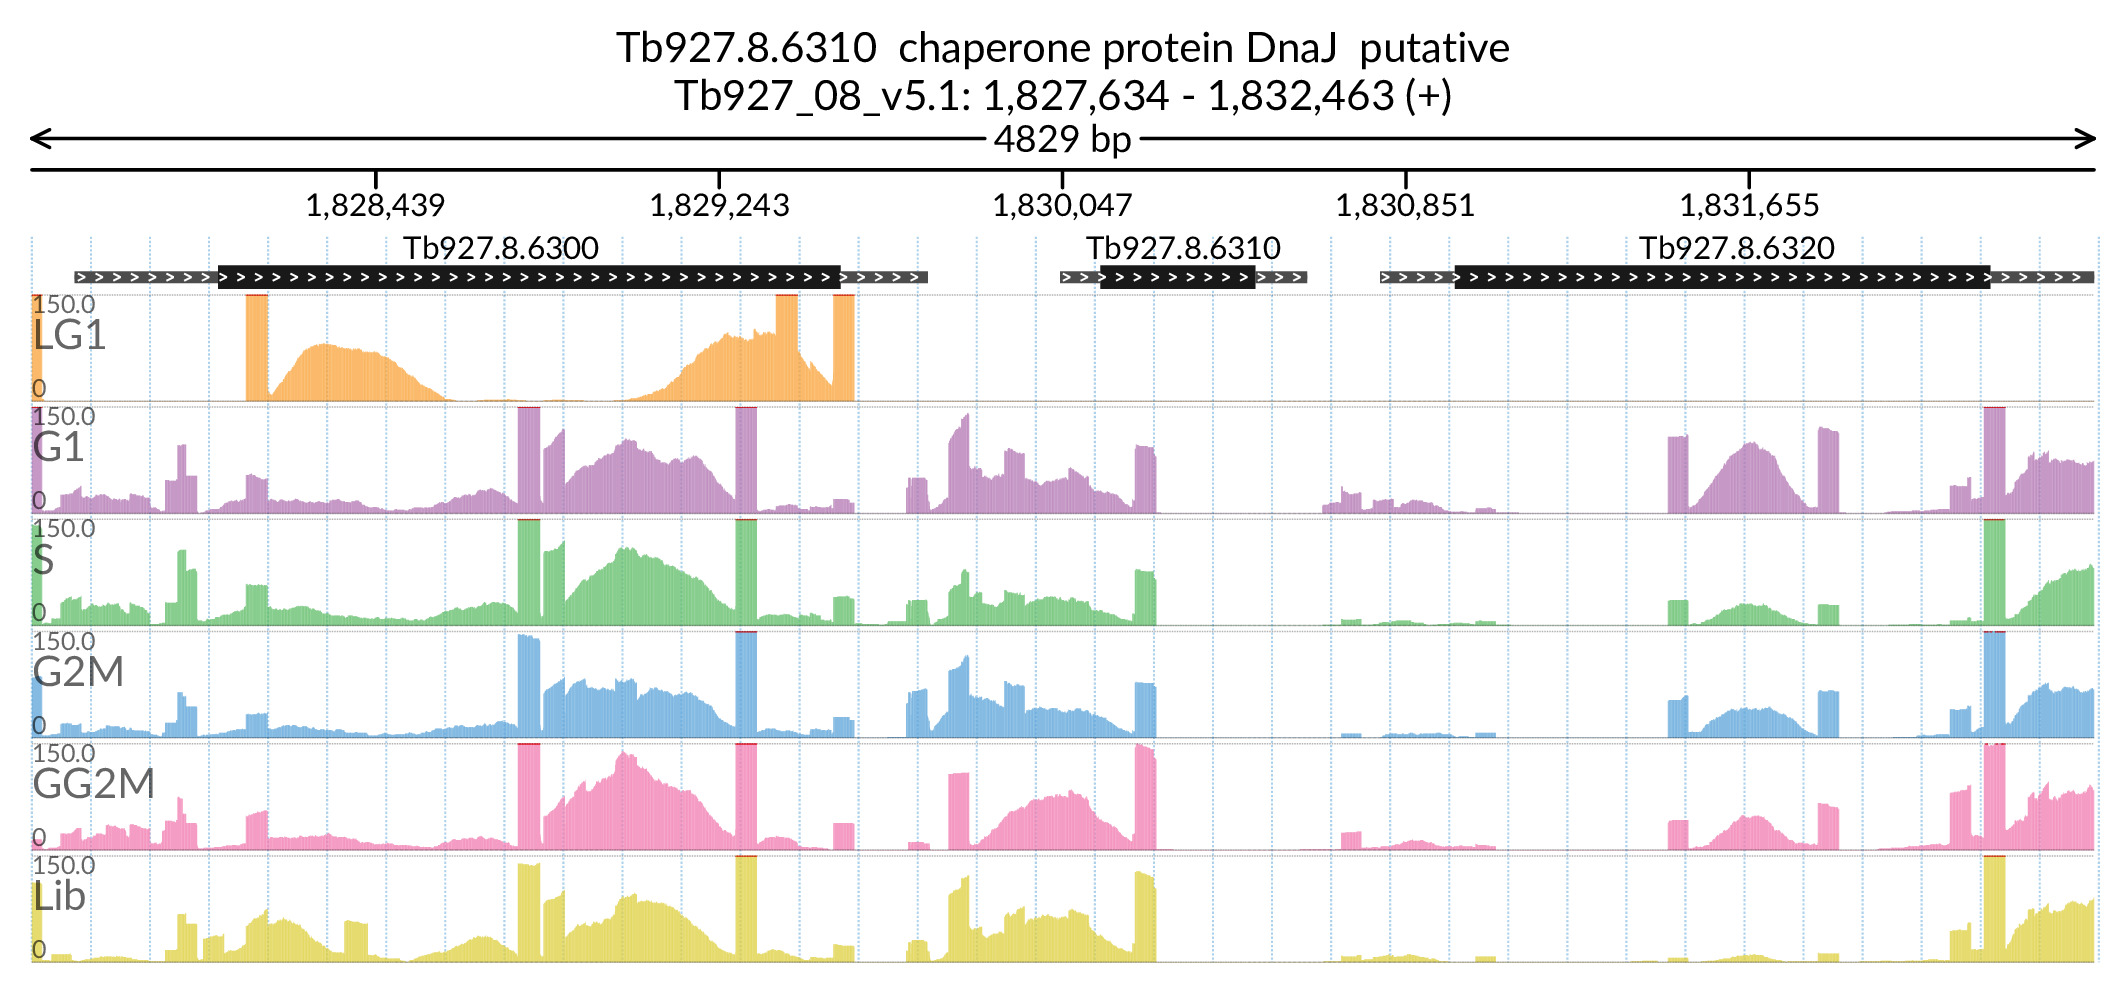 Tb927.8.6310 chaperone protein DnaJ putative
Tb927_08_v5.1: 1,827,634 - 1,832,463 (+)
4829 bp
1,828,439 1,829,243 1,830,047 1,830,851 1,831,655
Tb927.8.6300 Tb927.8.6310 Tb927.8.6320
150.0
LG1
0
150.0
G1
0
150.0
S
0
150.0
G2M
0
150.0
GG2M
0
150.0
Lib
0